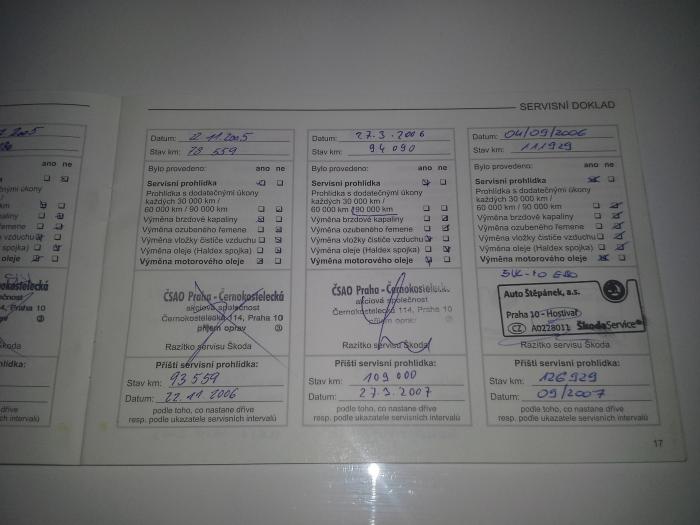 SERVISNÍ DOKLAD
ano ne
Datum: 22.11.2005
Stav km: 78 559
Bylo provedeno: ano ne
Servisní prohlídka
Prohlídka s dodatečnými úkony
každých 30 000 km /
60 000 km / 90 000 km
Výměna brzdové kapaliny
Výměna ozubeného řemene
Výměna vložky čističe vzduchu
Výměna oleje (Haldex spojka)
Výměna motorového oleje
ČSAO Praha - Černokostelecká
akciová společnost
Černokostelecká 114, Praha 10
příjem oprav
Razítko servisu Škoda
Příští servisní prohlídka:
Stav km: 93 559
Datum: 22.11.2006
podle toho, co nastane dříve
resp. podle ukazatele servisních intervalů
Datum: 27.3.2006
Stav km: 94 090
Bylo provedeno: ano ne
Servisní prohlídka
Prohlídka s dodatečnými úkony
každých 30 000 km /
60 000 km / 90 000 km
Výměna brzdové kapaliny
Výměna ozubeného řemene
Výměna vložky čističe vzduchu
Výměna oleje (Haldex spojka)
Výměna motorového oleje
ČSAO Praha - Černokostelecká
akciová společnost
Černokostelecká 114, Praha 10
příjem oprav
Razítko servisu Škoda
Příští servisní prohlídka:
Stav km: 109 000
Datum: 27.3.2007
podle toho, co nastane dříve
resp. podle ukazatele servisních intervalů
Datum: 04/09/2006
Stav km: 111929
Bylo provedeno: ano ne
Servisní prohlídka
Prohlídka s dodatečnými úkony
každých 30 000 km /
60 000 km / 90 000 km
Výměna brzdové kapaliny
Výměna ozubeného řemene
Výměna vložky čističe vzduchu
Výměna oleje (Haldex spojka)
Výměna motorového oleje
Auto Štěpánek, a.s.
Praha 10 - Hostivař
CZ A0228011 ŠkodaService
Razítko servisu Škoda
Příští servisní prohlídka:
Stav km: 126929
Datum: 09/2007
podle toho, co nastane dříve
resp. podle ukazatele servisních intervalů
17